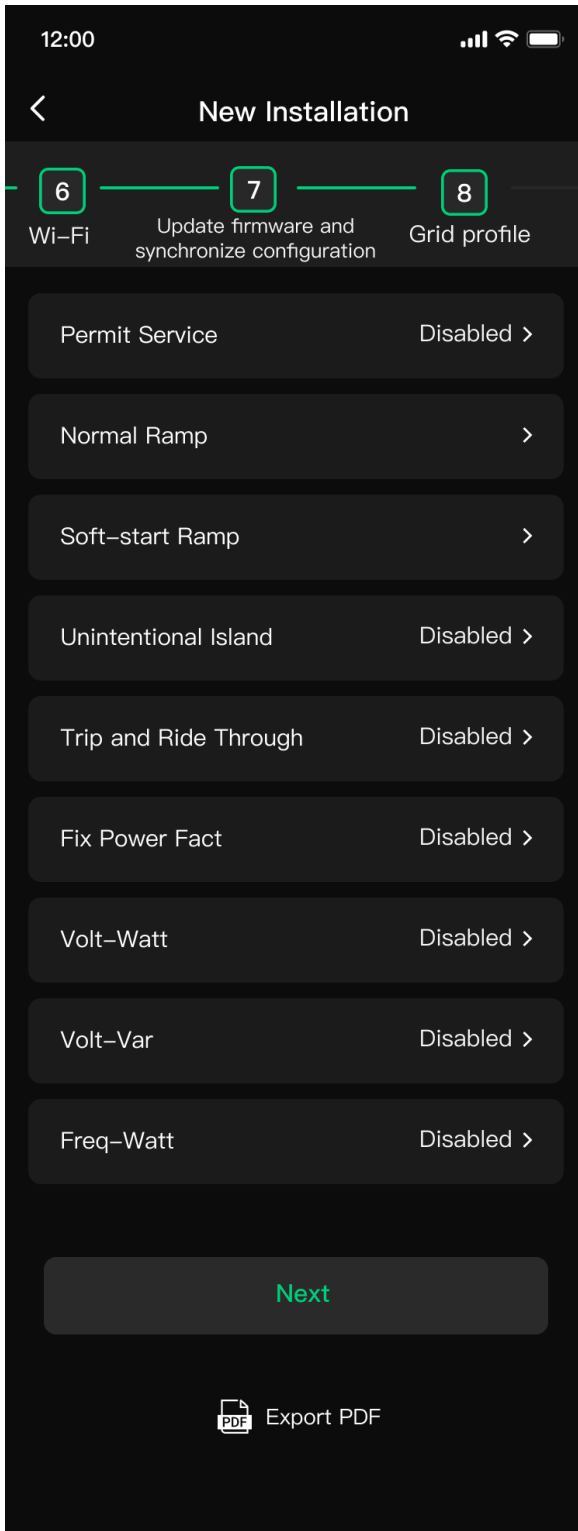 12:00
New Installation
6
7
8
Wi-Fi
Update firmware and
synchronize configuration
Grid profile
Permit Service Disabled
Normal Ramp
Soft-start Ramp
Unintentional Island Disabled
Trip and Ride Through Disabled
Fix Power Fact Disabled
Volt-Watt Disabled
Volt-Var Disabled
Freq-Watt Disabled
Next
PDF Export PDF